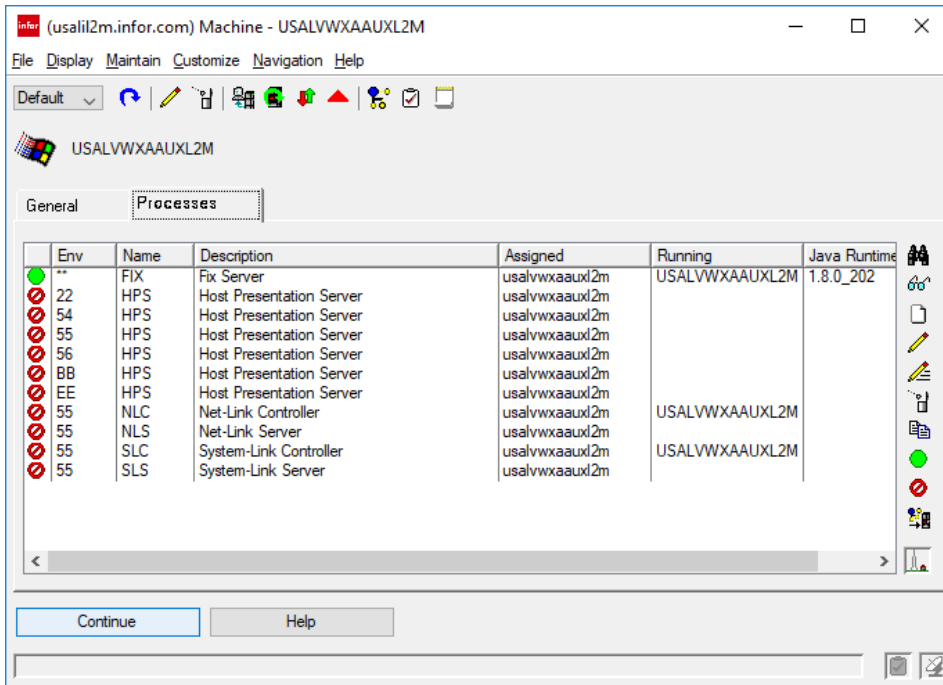 infor (usalil2m.infor.com) Machine - USALVWXAAUXL2M
File Display Maintain Customize Navigation Help
Default
USALVWXAAUXL2M
General Processes
Env Name Description Assigned Running Java Runtime
** FIX Fix Server usalvwxaauxl2m USALVWXAAUXL2M 1.8.0_202
22 HPS Host Presentation Server usalvwxaauxl2m
54 HPS Host Presentation Server usalvwxaauxl2m
55 HPS Host Presentation Server usalvwxaauxl2m
56 HPS Host Presentation Server usalvwxaauxl2m
BB HPS Host Presentation Server usalvwxaauxl2m
EE HPS Host Presentation Server usalvwxaauxl2m
55 NLC Net-Link Controller usalvwxaauxl2m USALVWXAAUXL2M
55 NLS Net-Link Server usalvwxaauxl2m
55 SLC System-Link Controller usalvwxaauxl2m USALVWXAAUXL2M
55 SLS System-Link Server usalvwxaauxl2m
Continue Help